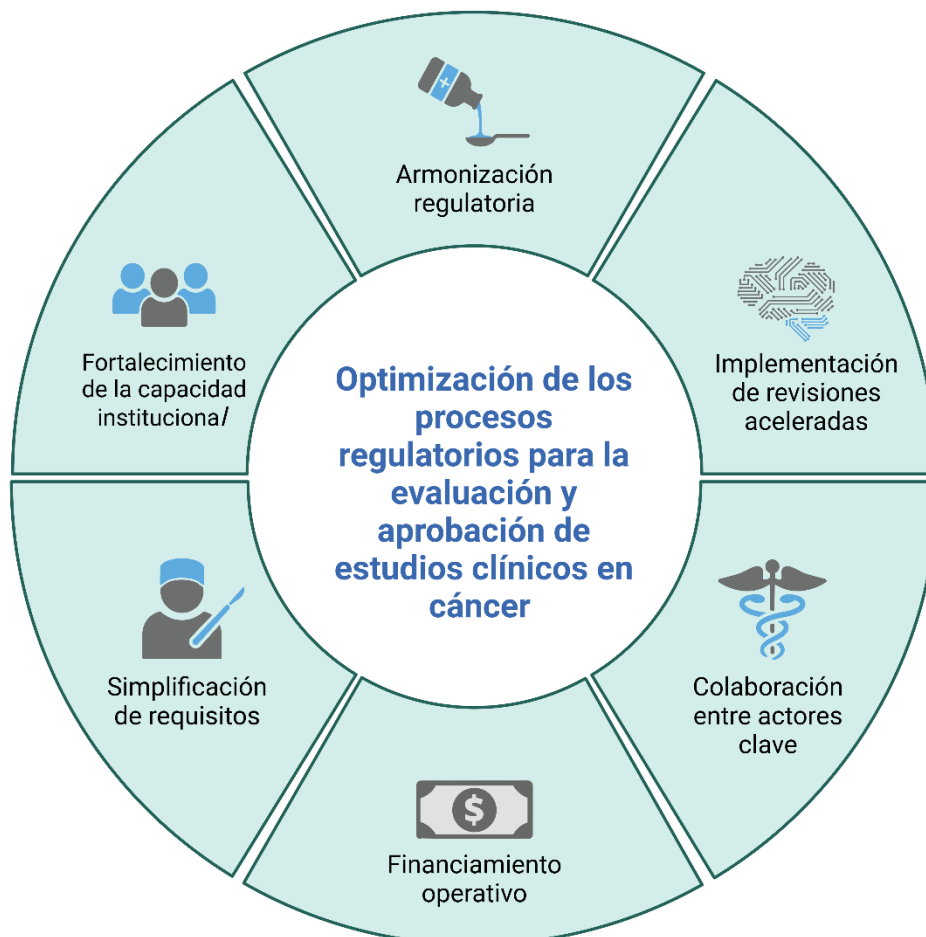 Armonización
regulatoria
Implementación
de revisiones
aceleradas
Colaboración
entre actores
clave
Financiamiento
operativo
Simplificación
de requisitos
Fortalecimiento
de la capacidad
instituciona/
Optimización de los
procesos
regulatorios para la
evaluación y
aprobación de
estudios clínicos en
cáncer
$